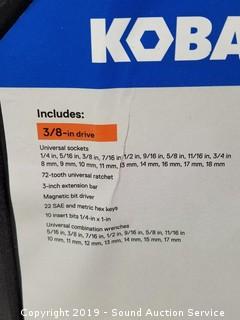 KOBA
Includes:
3/8-in drive
Universal sockets
1/4 in, 5/16 in, 3/8 in, 7/16 in, 1/2 in, 9/16 in, 5/8 in, 11/16 in, 3/4 in
8 mm, 9 mm, 10 mm, 11 mm, 13 mm, 14 mm, 16 mm, 17 mm, 18 mm
72-tooth universal ratchet
3-inch extension bar
Magnetic bit driver
22 SAE and metric hex keys
10 insert bits 1/4-in x 1-in
Universal combination wrenches
5/16 in, 3/8 in, 7/16 in, 1/2 in, 9/16 in, 5/8 in, 11/16 in
10 mm, 11 mm, 12 mm, 13 mm, 14 mm, 15 mm, 17 mm
Copyright 2019 - Sound Auction Service